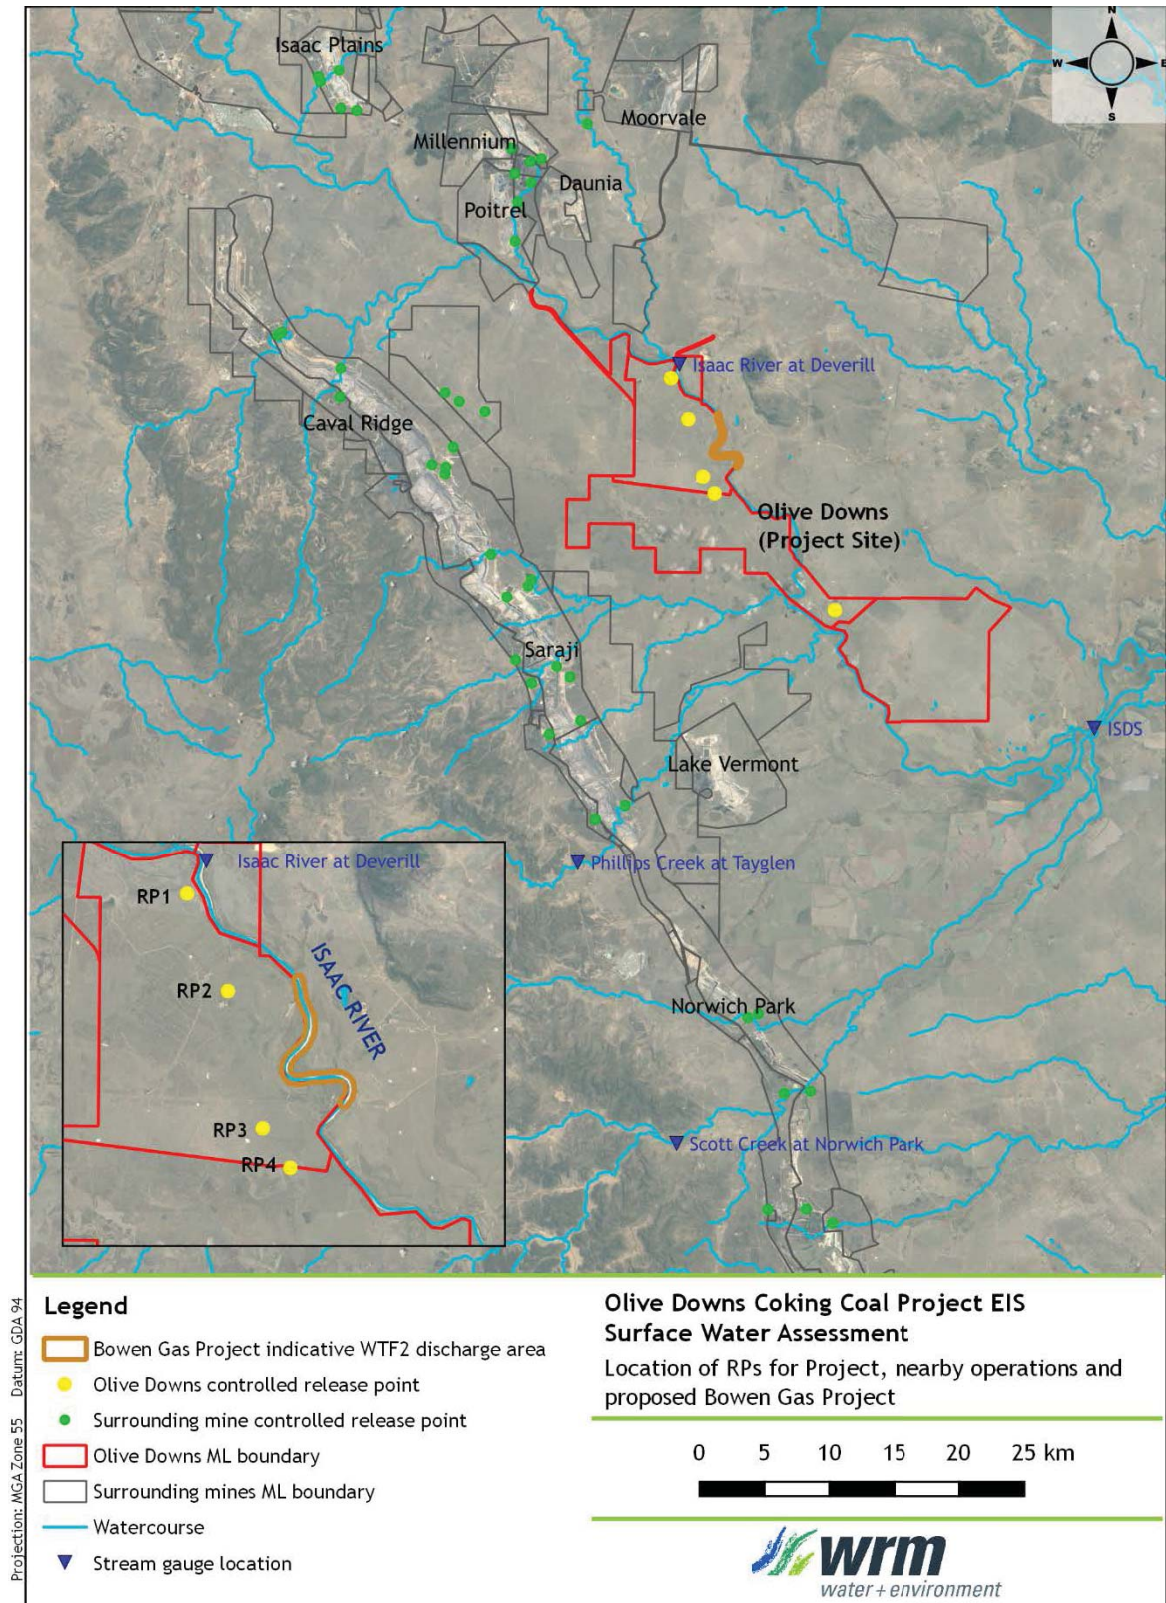 N
W
E
S
Isaac Plains
Moorvale
Millennium
Daunia
Poitrel
Isaac River at Deverill
Caval Ridge
Olive Downs
(Project Site)
Saraji
ISDS
Lake Vermont
Phillips Creek at Tayglen
Norwich Park
Scott Creek at Norwich Park
Isaac River at Deverill
RP1
ISAAC RIVER
RP2
RP3
RP4
Projection: MGA Zone 55 Datum: GDA 94
Legend
Bowen Gas Project indicative WTF2 discharge area
Olive Downs controlled release point
Surrounding mine controlled release point
Olive Downs ML boundary
Surrounding mines ML boundary
Watercourse
Stream gauge location
Olive Downs Coking Coal Project EIS
Surface Water Assessment
Location of RPs for Project, nearby operations and
proposed Bowen Gas Project
0 5 10 15 20 25 km
wrm
water + environment